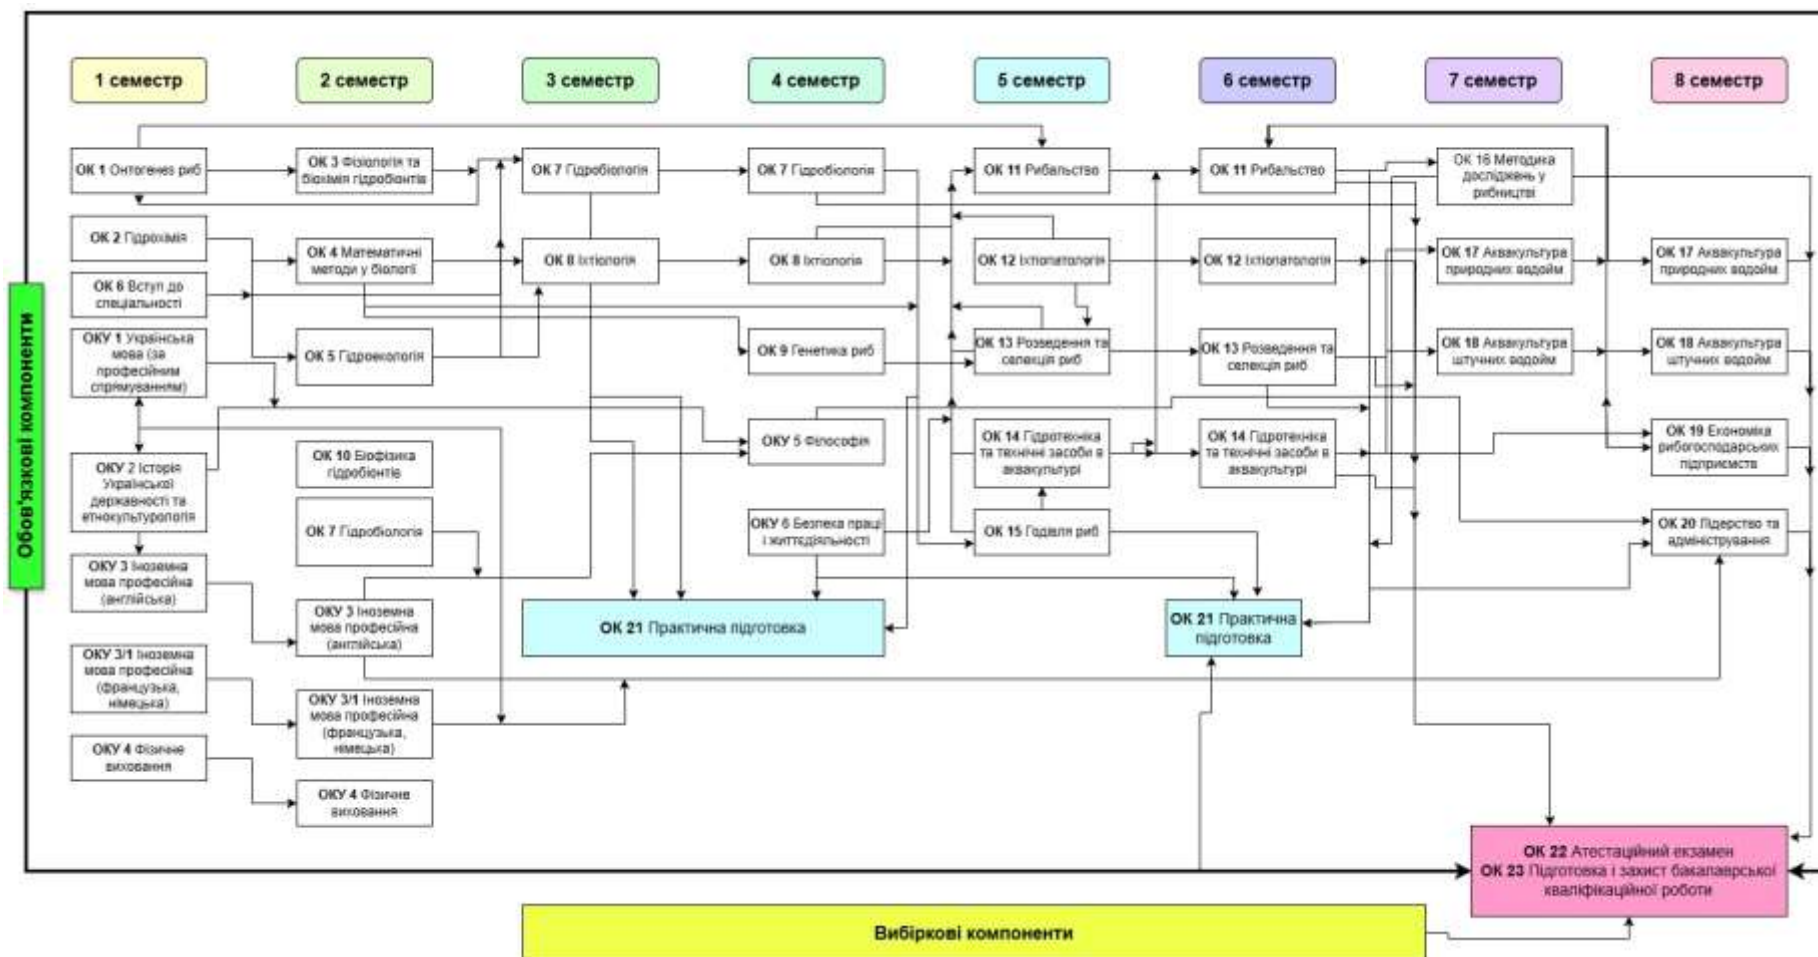 1 семестр
2 семестр
3 семестр
4 семестр
5 семестр
6 семестр
7 семестр
8 семестр
Обов'язкові компоненти
ОК 1 Онтогенез риб
ОК 2 Гідрохімія
ОК 6 Вступ до
спеціальності
ОКУ 1 Українська
мова (за
професійним
спрямуванням)
ОКУ 2 Історія
Української
державності та
етнокультурологія
ОКУ 3 Іноземна
мова професійна
(англійська)
ОКУ 3/1 Іноземна
мова професійна
(французька,
німецька)
ОКУ 4 Фізичне
виховання
ОК 3 Фізіологія та
біохімія гідробіонтів
ОК 4 Математичні
методи у біології
ОК 5 Гідроекологія
ОК 10 Біофізика
гідробіонтів
ОК 7 Гідробіологія
ОКУ 3 Іноземна
мова професійна
(англійська)
ОКУ 3/1 Іноземна
мова професійна
(французька,
німецька)
ОКУ 4 Фізичне
виховання
ОК 7 Гідробіологія
ОК 8 Іхтіологія
ОК 21 Практична підготовка
ОК 7 Гідробіологія
ОК 8 Іхтіологія
ОК 9 Генетика риб
ОКУ 5 Філософія
ОКУ 6 Безпека праці
і життєдіяльності
ОК 11 Рибальство
ОК 12 Іхтіопатологія
ОК 13 Розведення та
селекція риб
ОК 14 Гідротехніка
та технічні засоби в
аквакультурі
ОК 15 Годівля риб
ОК 11 Рибальство
ОК 12 Іхтіопатологія
ОК 13 Розведення та
селекція риб
ОК 14 Гідротехніка
та технічні засоби в
аквакультурі
ОК 21 Практична
підготовка
ОК 16 Методика
досліджень у
рибництві
ОК 17 Аквакультура
природних водойм
ОК 18 Аквакультура
штучних водойм
ОК 17 Аквакультура
природних водойм
ОК 18 Аквакультура
штучних водойм
ОК 19 Економіка
рибогосподарських
підприємств
ОК 20 Лідерство та
адміністрування
ОК 22 Атестаційний екзамен
ОК 23 Підготовка і захист бакалаврської
кваліфікаційної роботи
Вибіркові компоненти